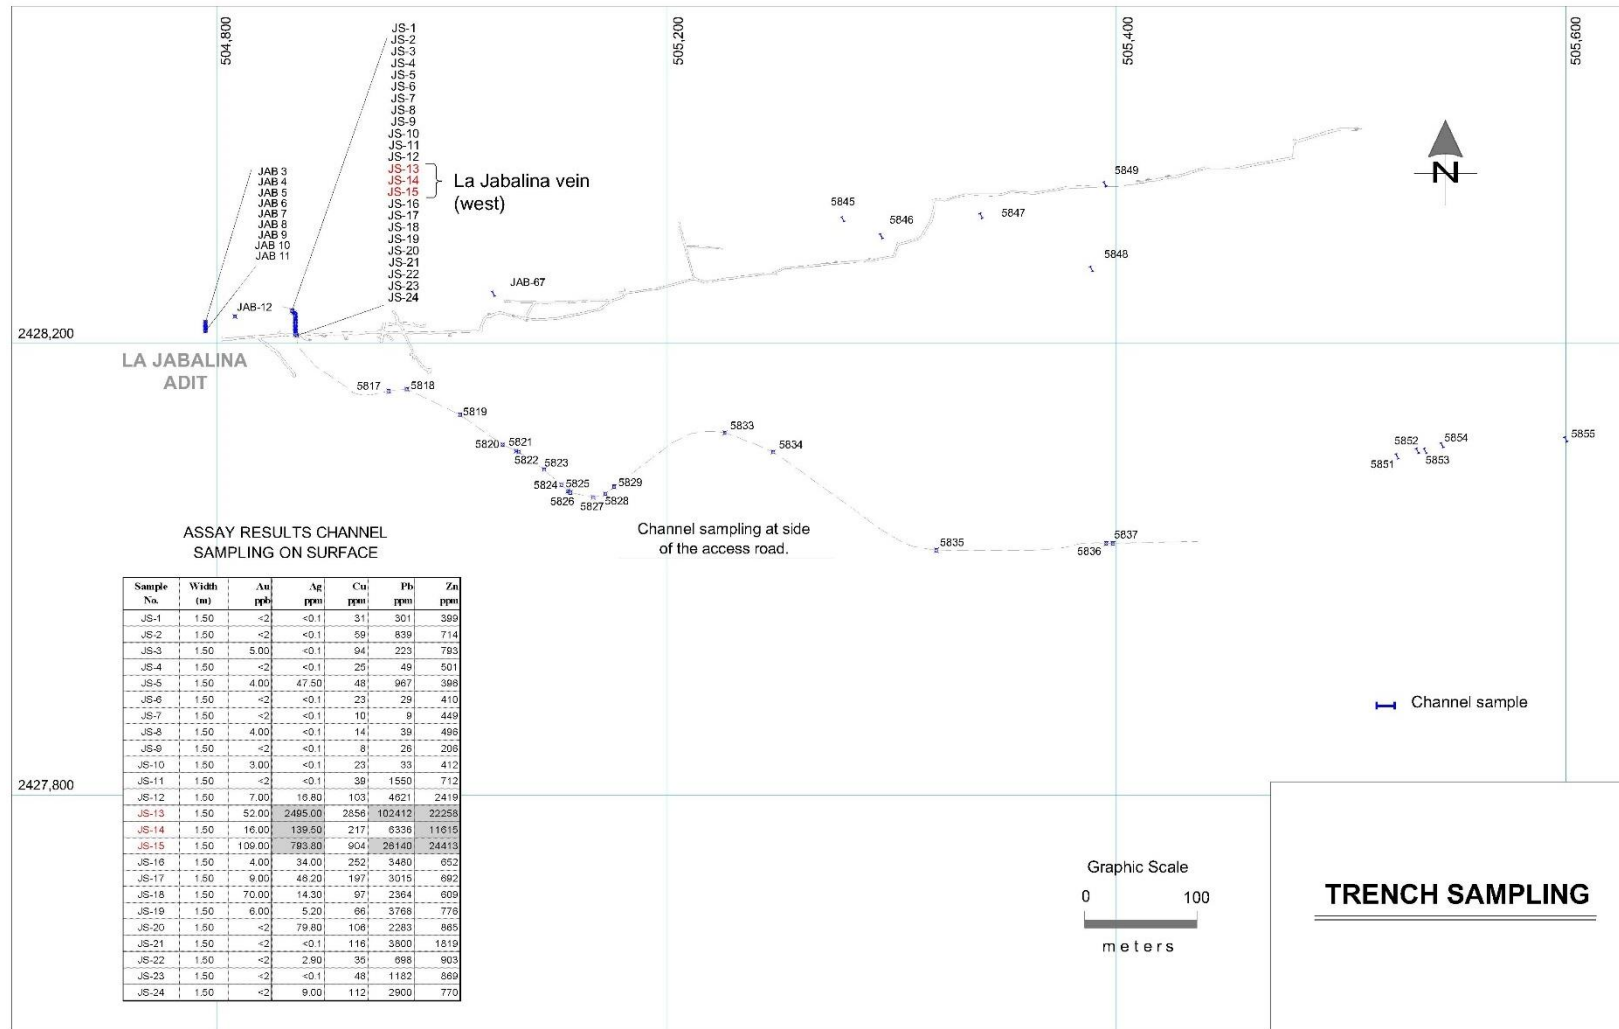 504,800
505,200
505,400
505,600
JS-1
JS-2
JS-3
JS-4
JS-5
JS-6
JS-7
JS-8
JS-9
JS-10
JS-11
JS-12
JS-13
JS-14
JS-15
JS-16
JS-17
JS-18
JS-19
JS-20
JS-21
JS-22
JS-23
JS-24
La Jabalina vein
(west)
JAB 3
JAB 4
JAB 5
JAB 6
JAB 7
JAB 8
JAB 9
JAB 10
JAB 11
JAB-12
JAB-67
5845
5846
5847
5848
5849
N
2428,200
LA JABALINA
ADIT
5817
5818
5819
5820
5821
5822
5823
5824
5825
5826
5827
5828
5829
5833
5834
5835
5836
5837
5851
5852
5853
5854
5855
Channel sampling at side
of the access road.
ASSAY RESULTS CHANNEL
SAMPLING ON SURFACE
Sample Width Au Ag Cu Pb Zn
No. (m) ppb ppm ppm ppm ppm
JS-1 1.50 <2 <0.1 31 301 399
JS-2 1.50 <2 <0.1 59 839 714
JS-3 1.50 5.00 <0.1 94 223 793
JS-4 1.50 <2 <0.1 25 49 501
JS-5 1.50 4.00 47.50 48 967 396
JS-6 1.50 <2 <0.1 23 29 410
JS-7 1.50 <2 <0.1 10 9 449
JS-8 1.50 4.00 <0.1 14 39 496
JS-9 1.50 <2 <0.1 8 26 206
JS-10 1.50 3.00 <0.1 23 33 412
JS-11 1.50 <2 <0.1 39 1550 712
JS-12 1.50 7.00 16.80 103 4621 2419
JS-13 1.50 52.00 2495.00 2856 102412 22258
JS-14 1.50 16.00 139.50 217 6336 11615
JS-15 1.50 109.00 793.80 904 26140 24413
JS-16 1.50 4.00 34.00 252 3480 652
JS-17 1.50 9.00 46.20 197 3015 692
JS-18 1.50 70.00 14.30 97 2364 609
JS-19 1.50 6.00 5.20 66 3768 776
JS-20 1.50 <2 79.80 106 2283 865
JS-21 1.50 <2 <0.1 116 3800 1819
JS-22 1.50 <2 2.90 35 698 903
JS-23 1.50 <2 <0.1 48 1182 869
JS-24 1.50 <2 9.00 112 2900 770
2427,800
Channel sample
Graphic Scale
0 100
meters
TRENCH SAMPLING